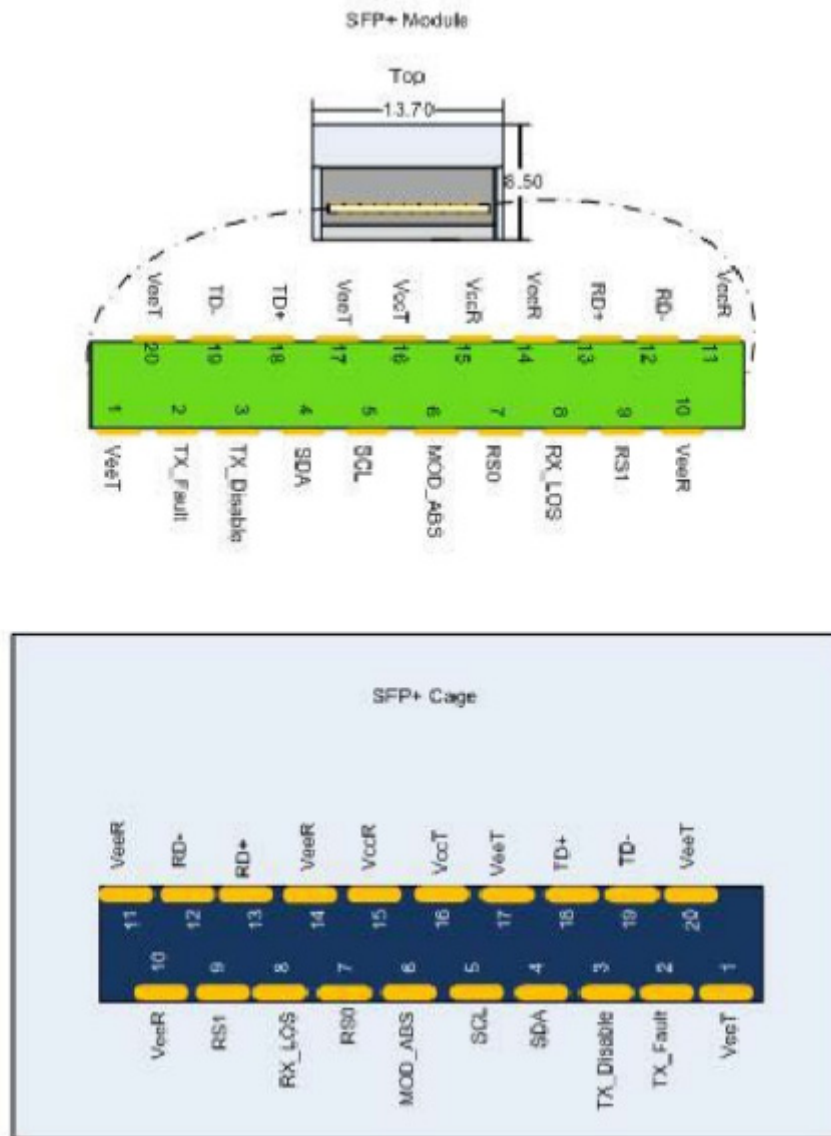 SFP+ Module
Top
13.70
8.50
VeeT TD- TD+ VeeT VccT VccR VeeR RD+ RD- VeeR
20 19 18 17 16 15 14 13 12 11
1 2 3 4 5 6 7 8 9 10
VeeT TX_Fault TX_Disable SDA SCL MOD_ABS RS0 RX_LOS RS1 VeeR
SFP+ Cage
VeeR RD- RD+ VeeR VccR VccT VeeT TD+ TD- VeeT
11 12 13 14 15 16 17 18 19 20
10 9 8 7 6 5 4 3 2 1
VeeR RS1 RX_LOS RS0 MOD_ABS SCL SDA TX_Disable TX_Fault VeeT